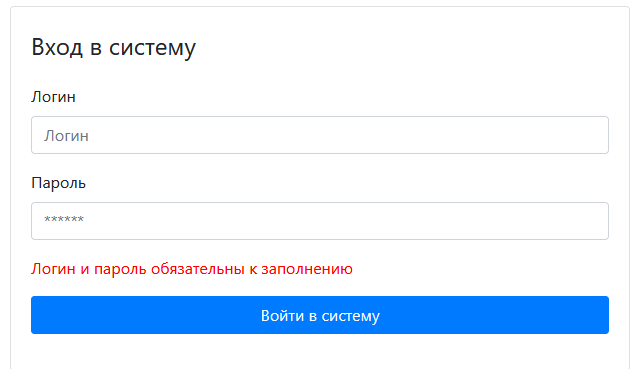 Вход в систему
Логин
Логин
Пароль
******
Логин и пароль обязательны к заполнению
Войти в систему